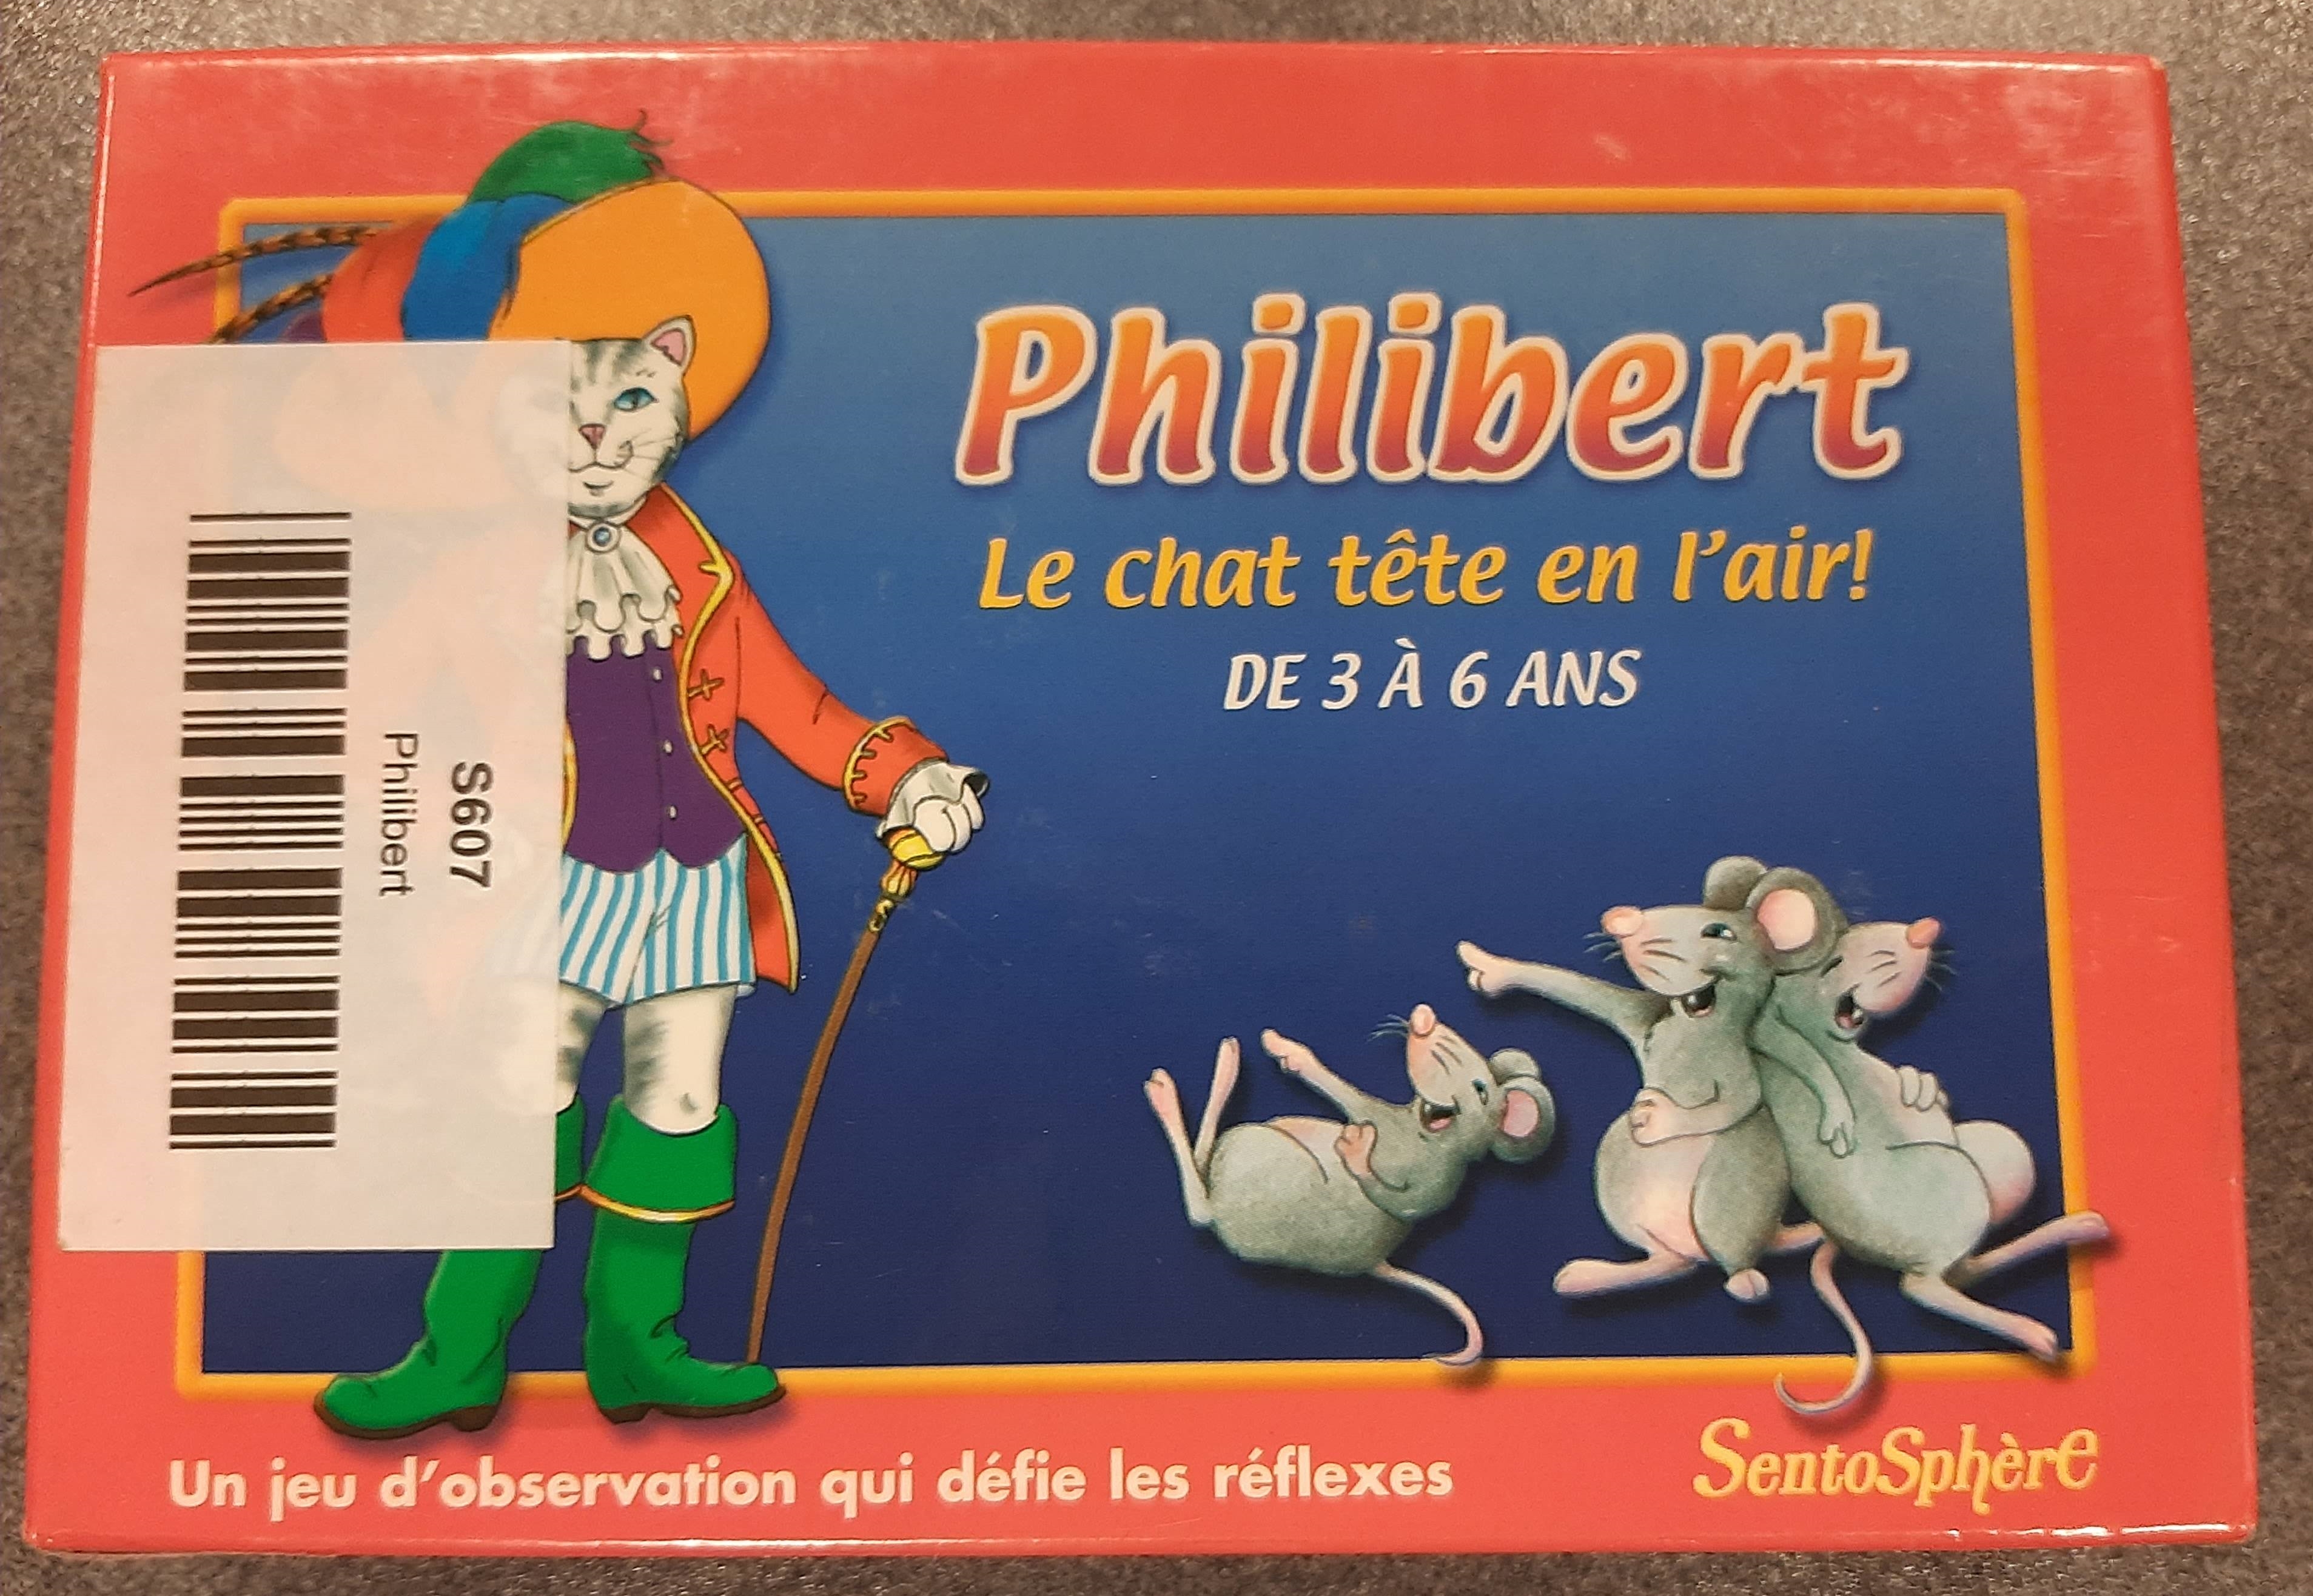 Philibert
Le chat tête en l'air!
DE 3 À 6 ANS
S607
Philibert
Un jeu d'observation qui défie les réflexes
SentoSphère